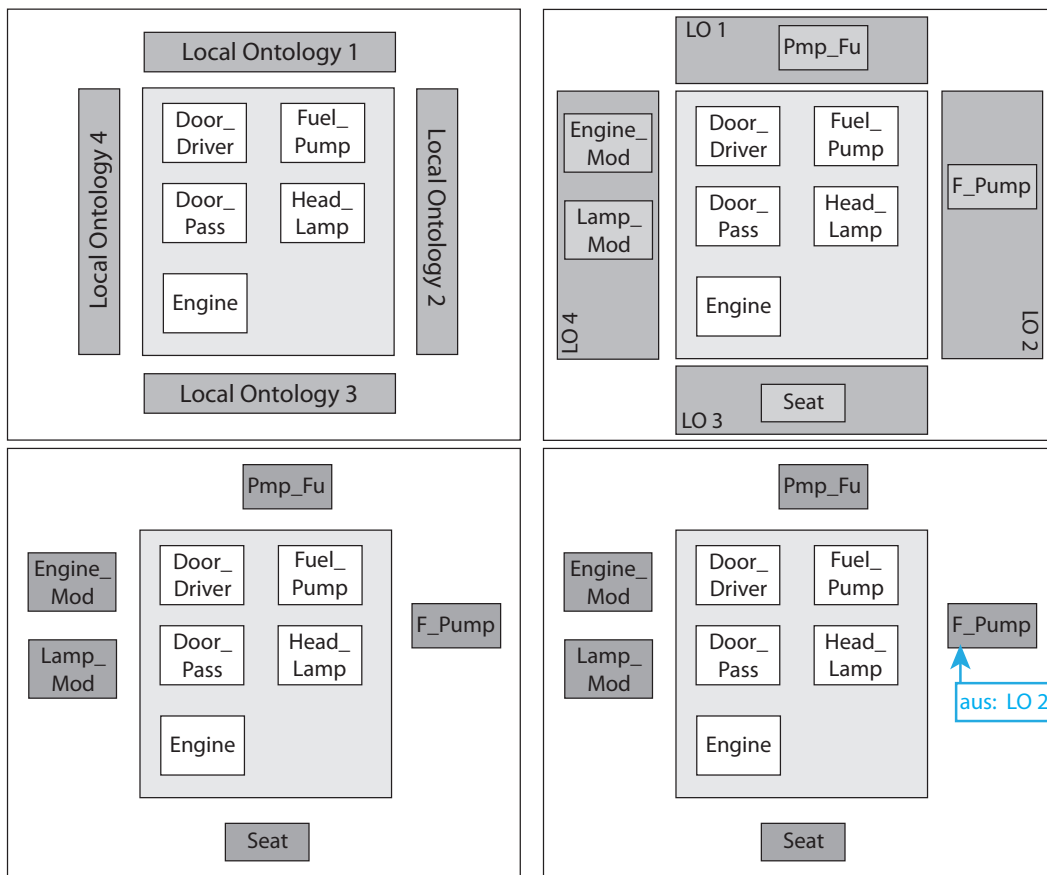 Local Ontology 1
Local Ontology 4
Door_
Driver
Fuel_
Pump
Door_
Pass
Head_
Lamp
Engine
Local Ontology 2
Local Ontology 3
LO 1
Pmp_Fu
Engine_
Mod
Lamp_
Mod
LO 4
Door_
Driver
Fuel_
Pump
Door_
Pass
Head_
Lamp
Engine
F_Pump
LO 2
LO 3
Seat
Pmp_Fu
Engine_
Mod
Lamp_
Mod
Door_
Driver
Fuel_
Pump
Door_
Pass
Head_
Lamp
Engine
F_Pump
Seat
Pmp_Fu
Engine_
Mod
Lamp_
Mod
Door_
Driver
Fuel_
Pump
Door_
Pass
Head_
Lamp
Engine
F_Pump
aus: LO 2
Seat